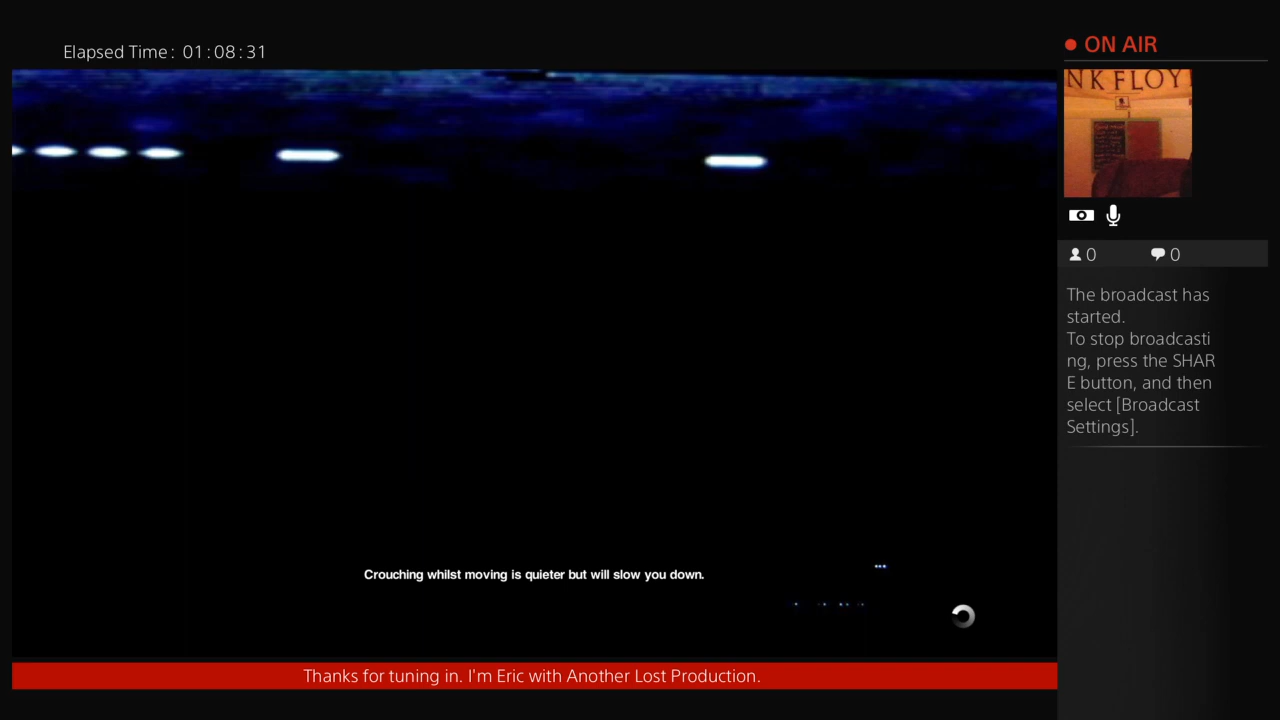 Elapsed Time: 01:08:31
ON AIR
NK FLOY
0 0
The broadcast has
started.
To stop broadcasti
ng, press the SHAR
E button, and then
select [Broadcast
Settings].
Crouching whilst moving is quieter but will slow you down.
Thanks for tuning in. I'm Eric with Another Lost Production.